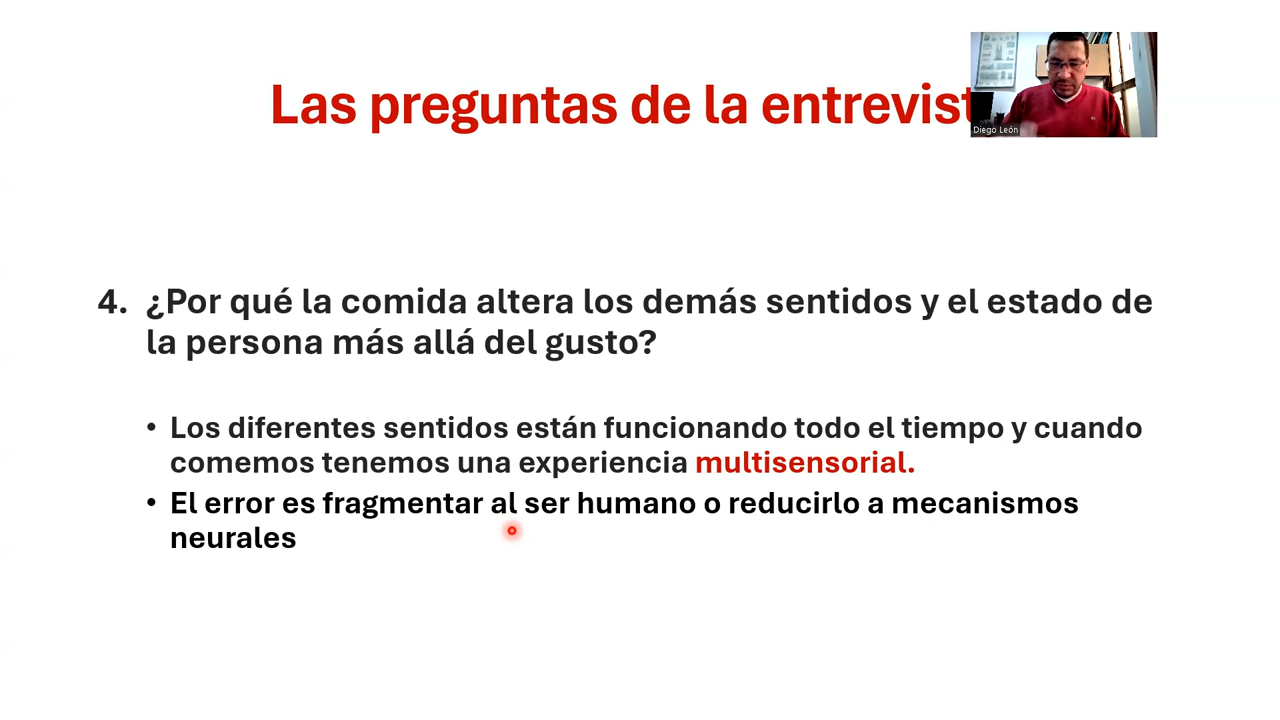 Las preguntas de la entrevist
Diego León
4. ¿Por qué la comida altera los demás sentidos y el estado de
la persona más allá del gusto?
• Los diferentes sentidos están funcionando todo el tiempo y cuando
comemos tenemos una experiencia multisensorial.
• El error es fragmentar al ser humano o reducirlo a mecanismos
neurales